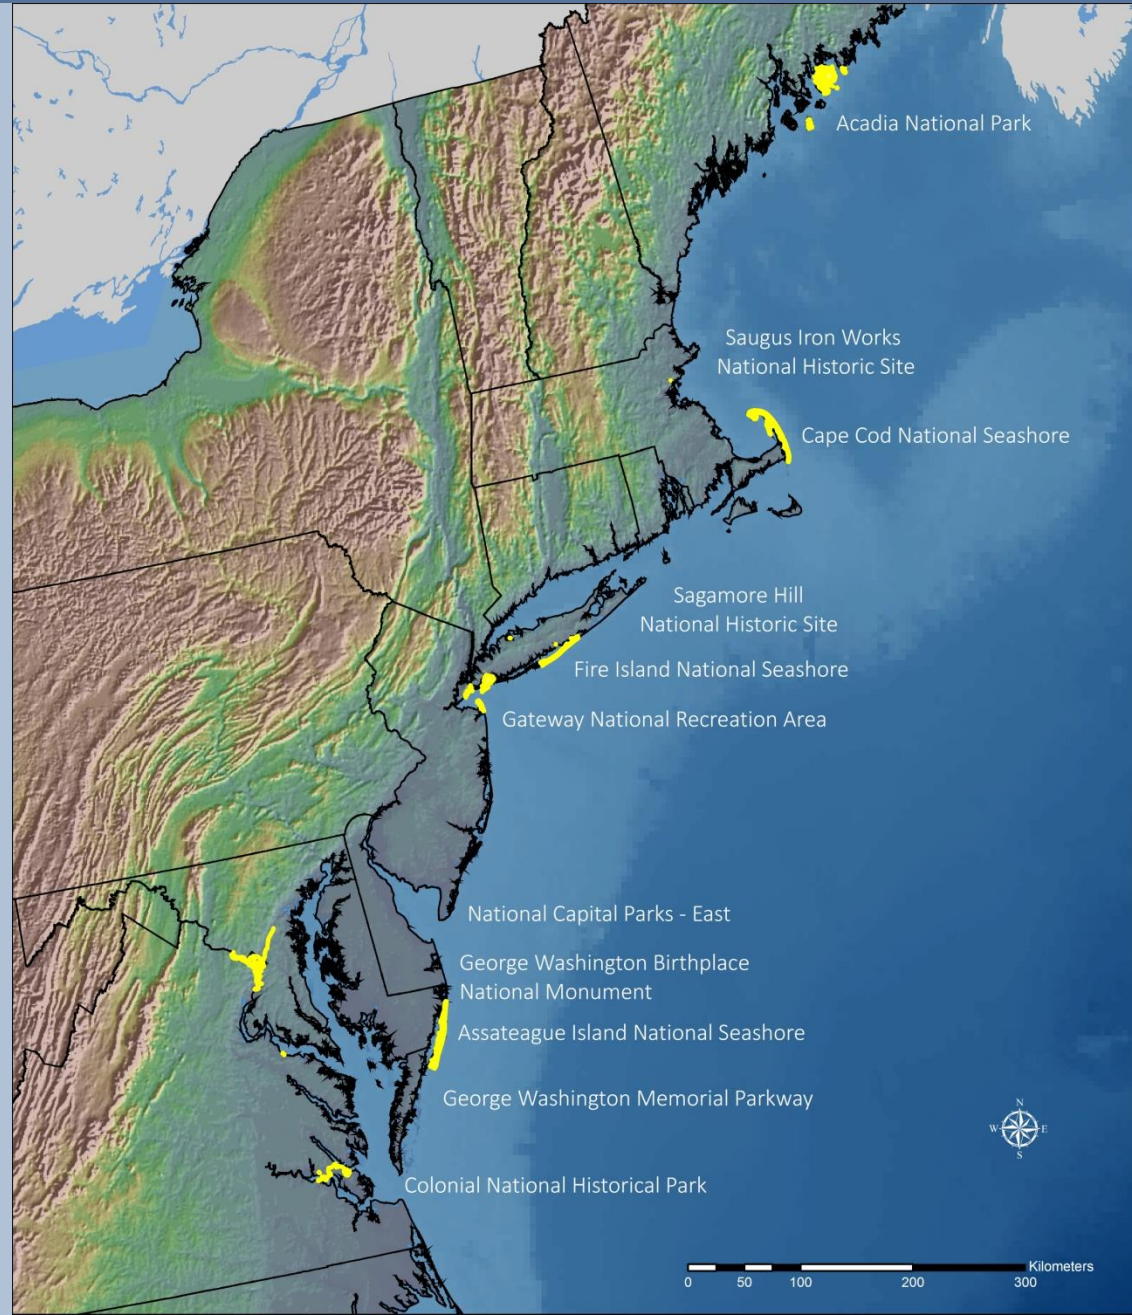 Acadia National Park
Saugus Iron Works
National Historic Site
Cape Cod National Seashore
Sagamore Hill
National Historic Site
Fire Island National Seashore
Gateway National Recreation Area
National Capital Parks - East
George Washington Birthplace
National Monument
Assateague Island National Seashore
George Washington Memorial Parkway
N
W E
S
Colonial National Historical Park
Kilometers
0 50 100 200 300